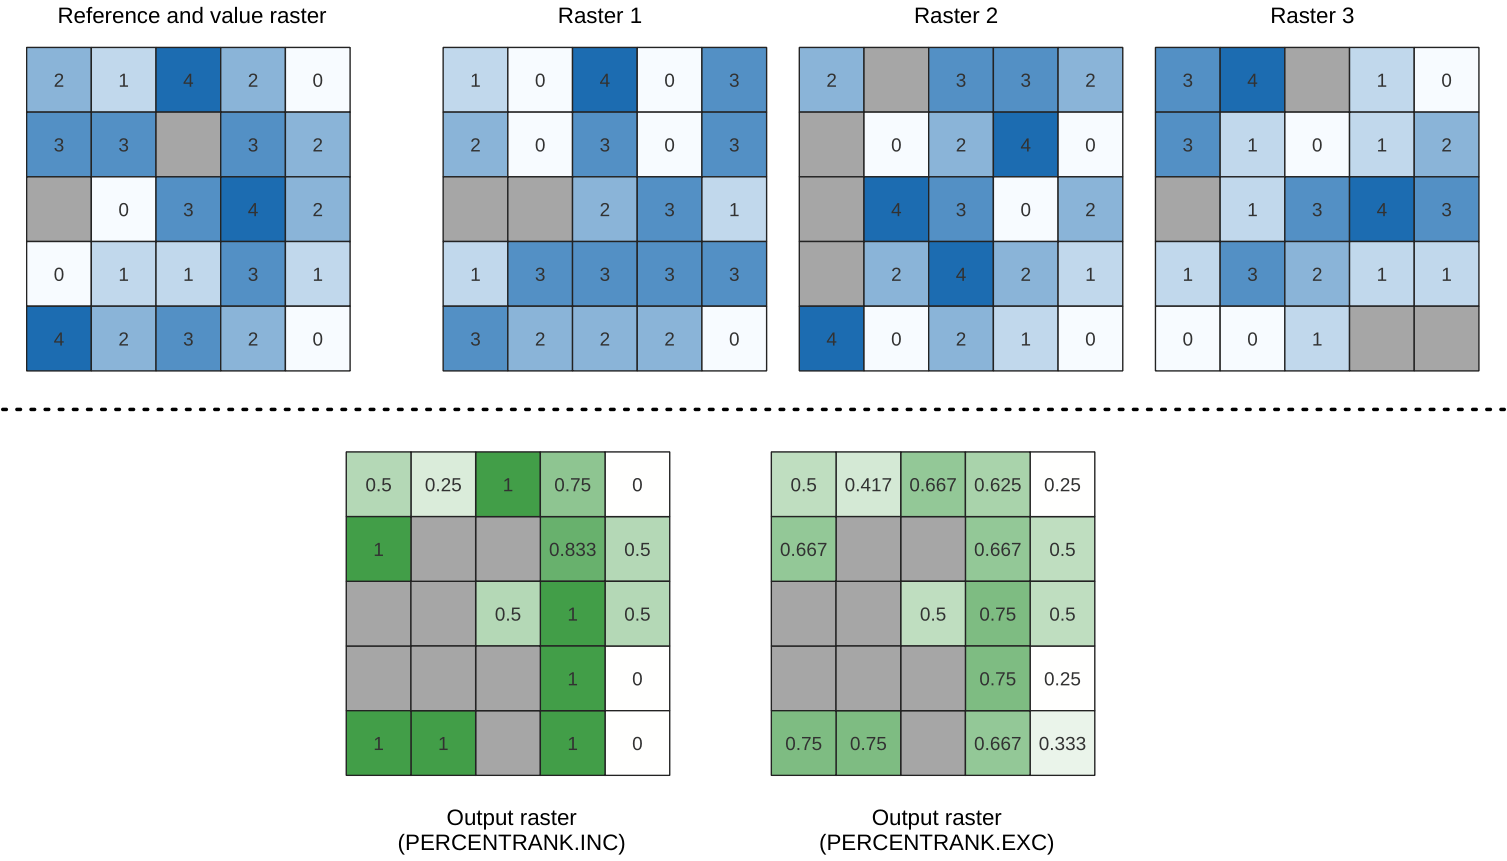 Reference and value raster Raster 1 Raster 2 Raster 3
2 1 4 2 0 1 0 4 0 3 2 3 3 2 3 4 1 0
3 3 3 2 2 0 3 0 3 0 2 4 0 3 1 0 1 2
0 3 4 2 2 3 1 4 3 0 2 1 3 4 3
0 1 1 3 1 1 3 3 3 3 2 4 2 1 1 3 2 1 1
4 2 3 2 0 3 2 2 2 0 4 0 2 1 0 0 0 1
0.5 0.25 1 0.75 0 0.5 0.417 0.667 0.625 0.25
1 0.833 0.5 0.667 0.667 0.5
0.5 1 0.5 0.5 0.75 0.5
1 0 0.75 0.25
1 1 1 0 0.75 0.75 0.667 0.333
Output raster Output raster
(PERCENTRANK.INC) (PERCENTRANK.EXC)